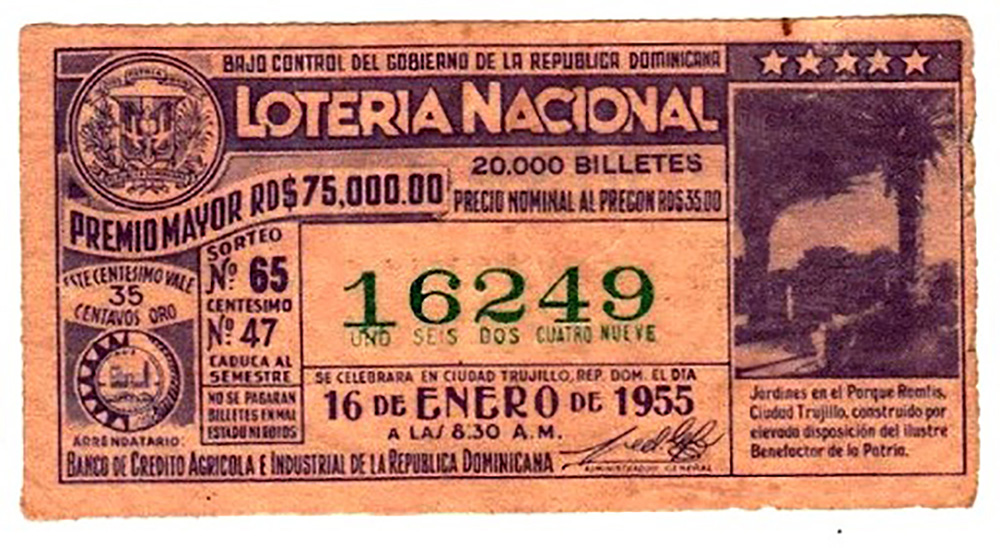 BAJO CONTROL DEL GOBIERNO DE LA REPUBLICA DOMINICANA
LOTERIA NACIONAL
20.000 BILLETES
PREMIO MAYOR RD$75,000.00
PRECIO NOMINAL AL PREGON RD$35.00
ESTE CENTESIMO VALE
35
CENTAVOS ORO
SORTEO
Nº 65
CENTESIMO
Nº 47
CADUCA AL
SEMESTRE
NO SE PAGARAN
BILLETES EN MAL
ESTADO NI ROTOS
16249
UNO SEIS DOS CUATRO NUEVE
SE CELEBRARA EN CIUDAD TRUJILLO, REP. DOM. EL DIA
16 DE ENERO DE 1955
A LAS 8.30 A.M.
ADMINISTRADOR GENERAL
ARRENDATARIO:
BANCO DE CREDITO AGRICOLA E INDUSTRIAL DE LA REPUBLICA DOMINICANA
Jardines en el Parque Ramfis,
Ciudad Trujillo, construido por
elevada disposición del ilustre
Benefactor de la Patria.